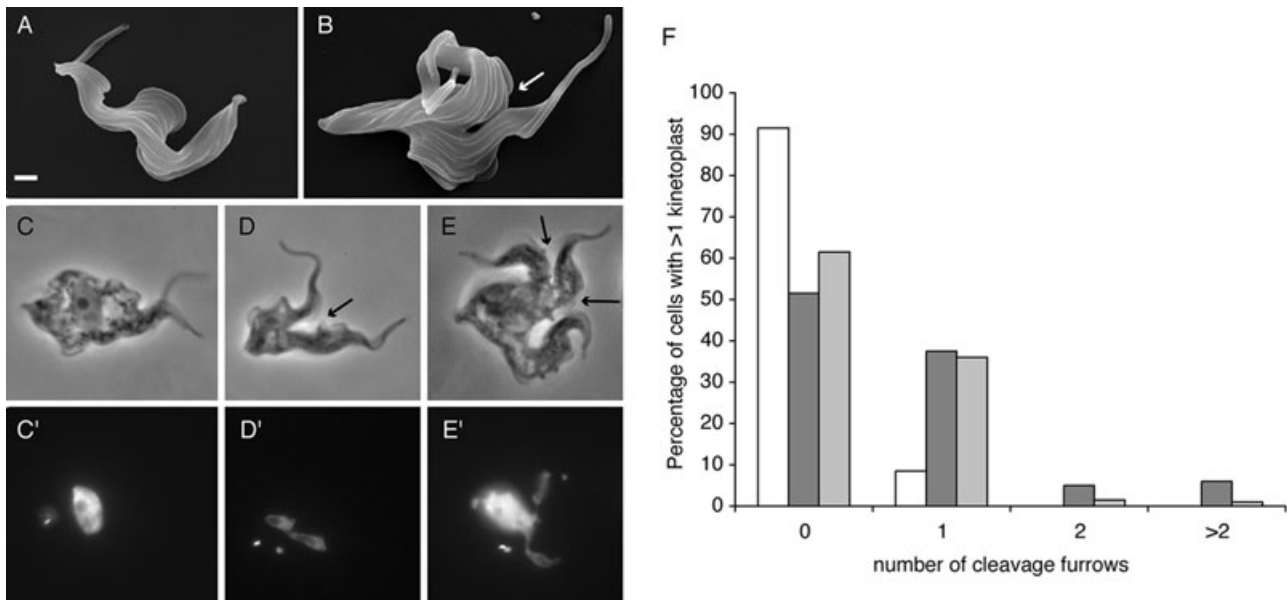 A
B
C
D
E
C'
D'
E'
F
Percentage of cells with >1 kinetoplast
100
90
80
70
60
50
40
30
20
10
0
0 1 2 >2
number of cleavage furrows